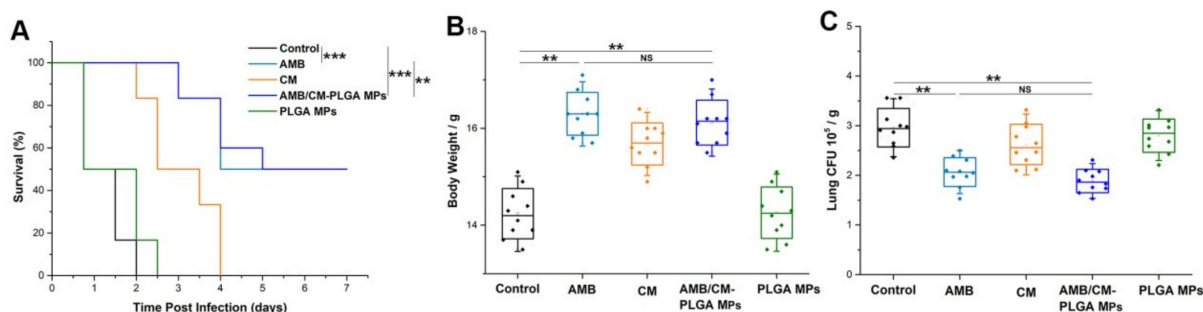 A
Control
AMB
CM
AMB/CM-PLGA MPs
PLGA MPs
***
***
**
Survival (%)
100
80
60
40
20
0
0 1 2 3 4 5 6 7
Time Post Infection (days)
B
**
** NS
Body Weight / g
18
16
14
Control AMB CM AMB/CM-PLGA MPs PLGA MPs
C
**
** NS
Lung CFU 10⁵ / g
5
4
3
2
1
0
Control AMB CM AMB/CM-PLGA MPs PLGA MPs